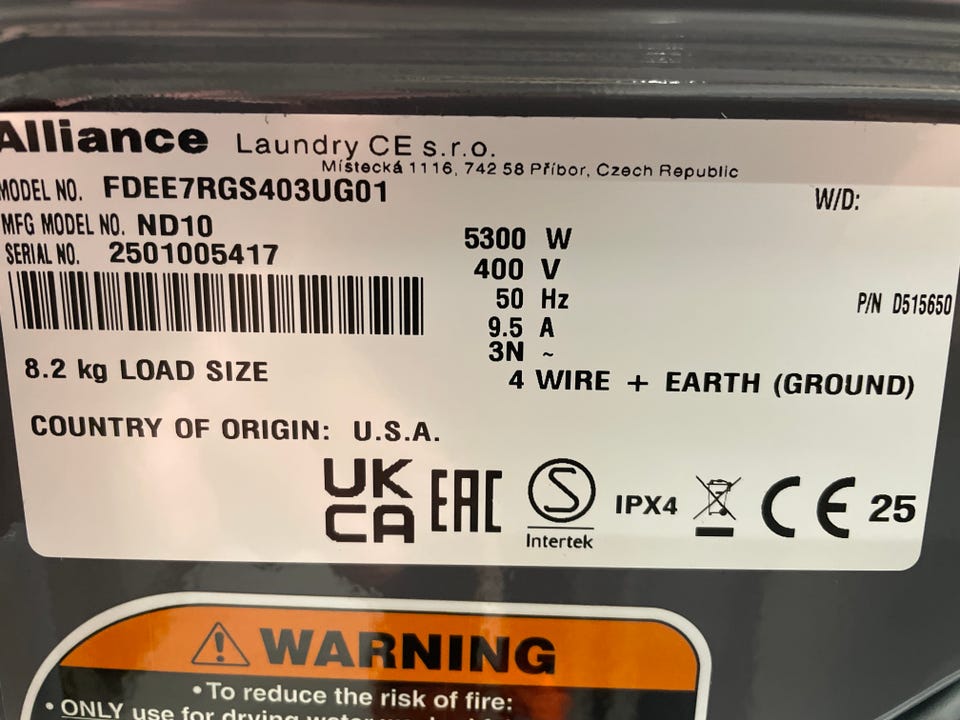 Alliance Laundry CE s.r.o.
Místecká 1116, 742 58 Příbor, Czech Republic
MODEL NO. FDEE7RGS403UG01
W/D:
MFG MODEL NO. ND10
SERIAL NO. 2501005417
5300 W
400 V
50 Hz
P/N D515650
9.5 A
3N ~
8.2 kg LOAD SIZE
4 WIRE + EARTH (GROUND)
COUNTRY OF ORIGIN: U.S.A.
UK
CA
EAC
S
Intertek
IPX4
CE 25
WARNING
• To reduce the risk of fire:
• ONLY use for drying